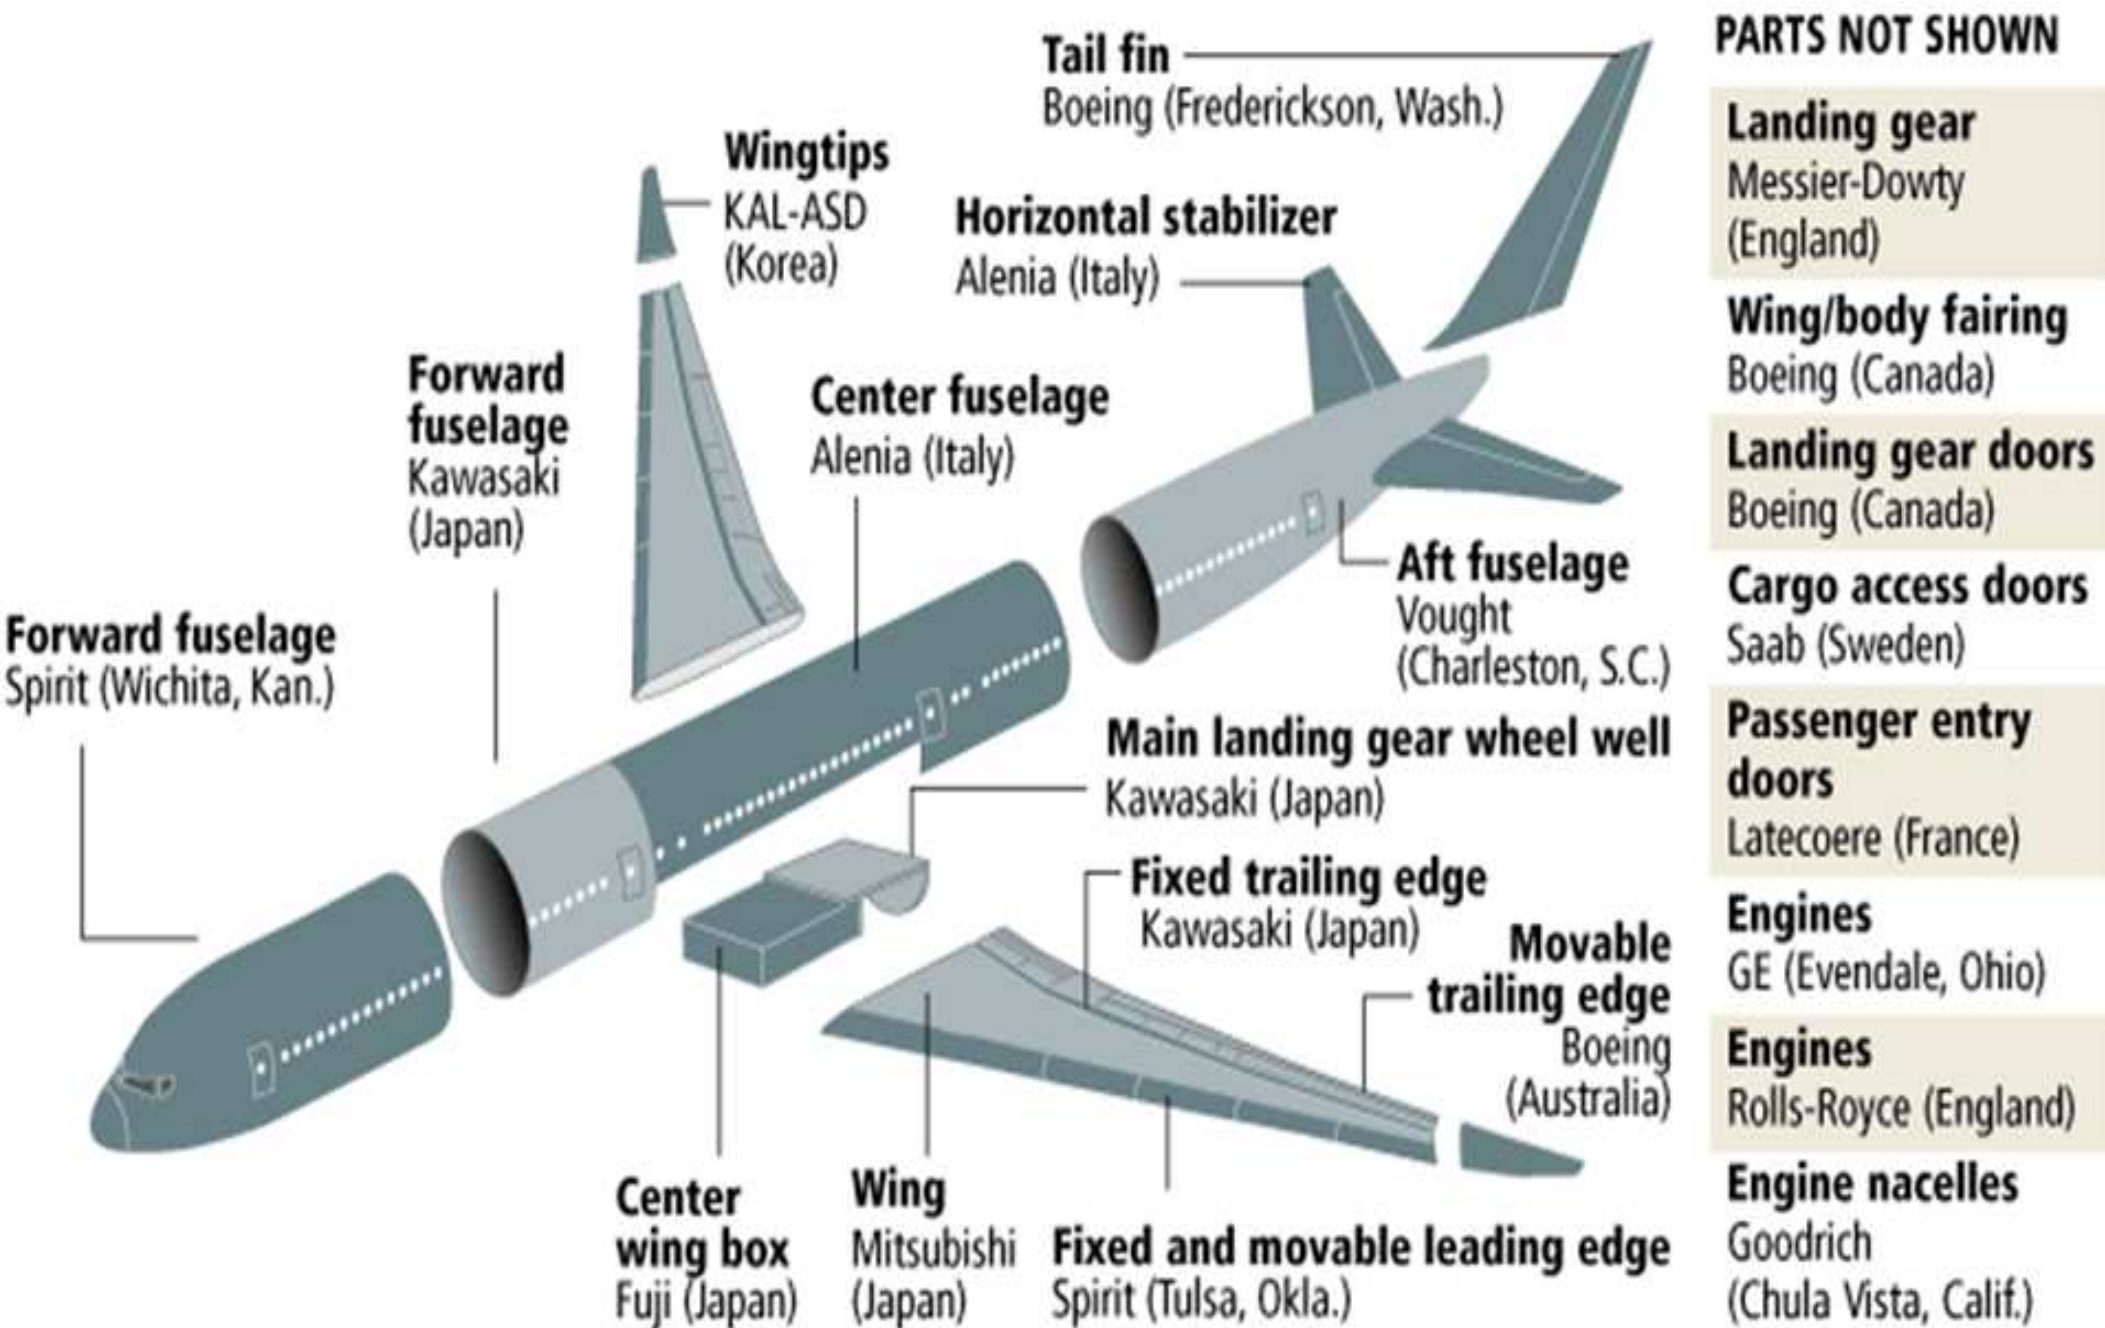 Tail fin
Boeing (Frederickson, Wash.)
Wingtips
KAL-ASD
(Korea)
Horizontal stabilizer
Alenia (Italy)
Forward
fuselage
Kawasaki
(Japan)
Center fuselage
Alenia (Italy)
Forward fuselage
Spirit (Wichita, Kan.)
Aft fuselage
Vought
(Charleston, S.C.)
Main landing gear wheel well
Kawasaki (Japan)
Fixed trailing edge
Kawasaki (Japan)
Movable
trailing edge
Boeing
(Australia)
Center
wing box
Fuji (Japan)
Wing
Mitsubishi
(Japan)
Fixed and movable leading edge
Spirit (Tulsa, Okla.)
PARTS NOT SHOWN
Landing gear
Messier-Dowty
(England)
Wing/body fairing
Boeing (Canada)
Landing gear doors
Boeing (Canada)
Cargo access doors
Saab (Sweden)
Passenger entry
doors
Latecoere (France)
Engines
GE (Evendale, Ohio)
Engines
Rolls-Royce (England)
Engine nacelles
Goodrich
(Chula Vista, Calif.)